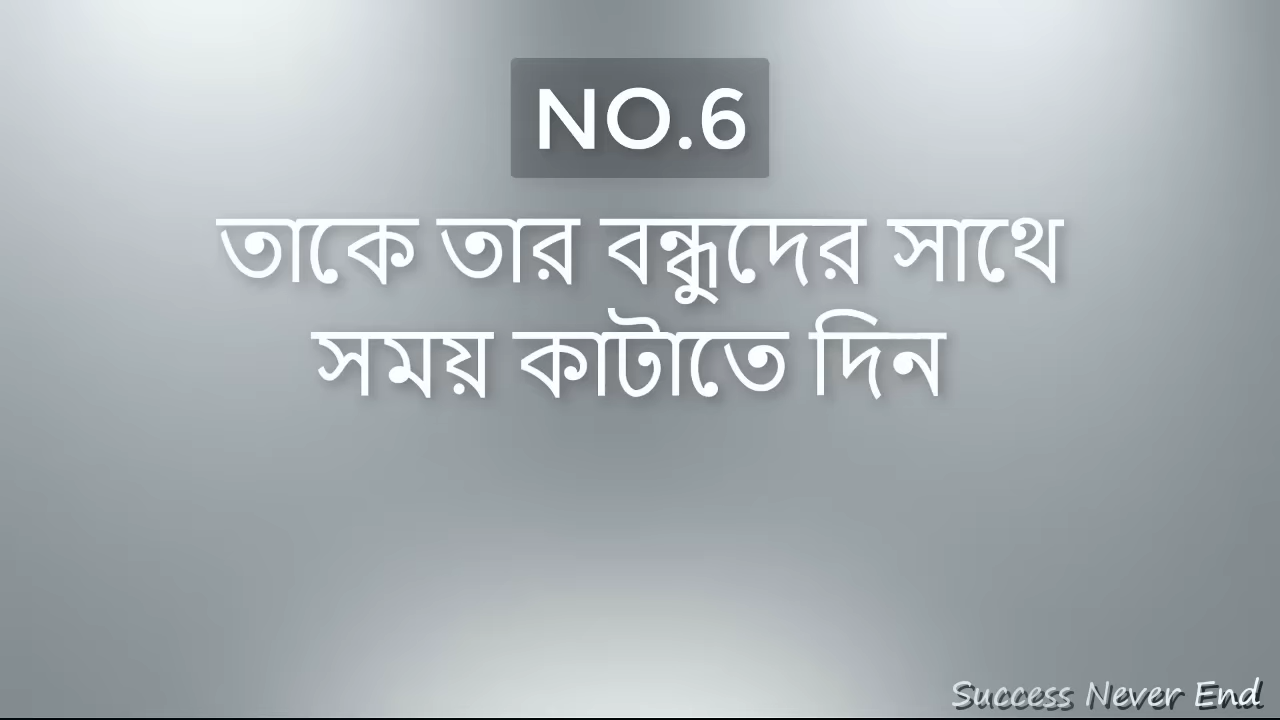 NO.6
তাকে তার বন্ধুদের সাথে
সময় কাটাতে দিন
Success Never End